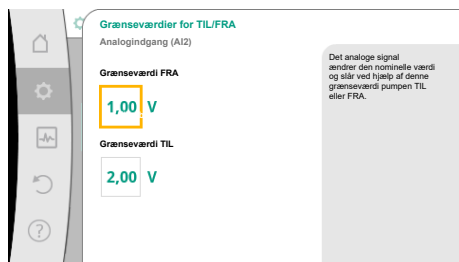 Grænseværdier for TIL/FRA
Analogindgang (AI2)
Grænseværdi FRA
1,00 V
Grænseværdi TIL
2,00 V
Det analoge signal
ændrer den nominelle værdi
og slår ved hjælp af denne
grænseværdi pumpen TIL
eller FRA.
?